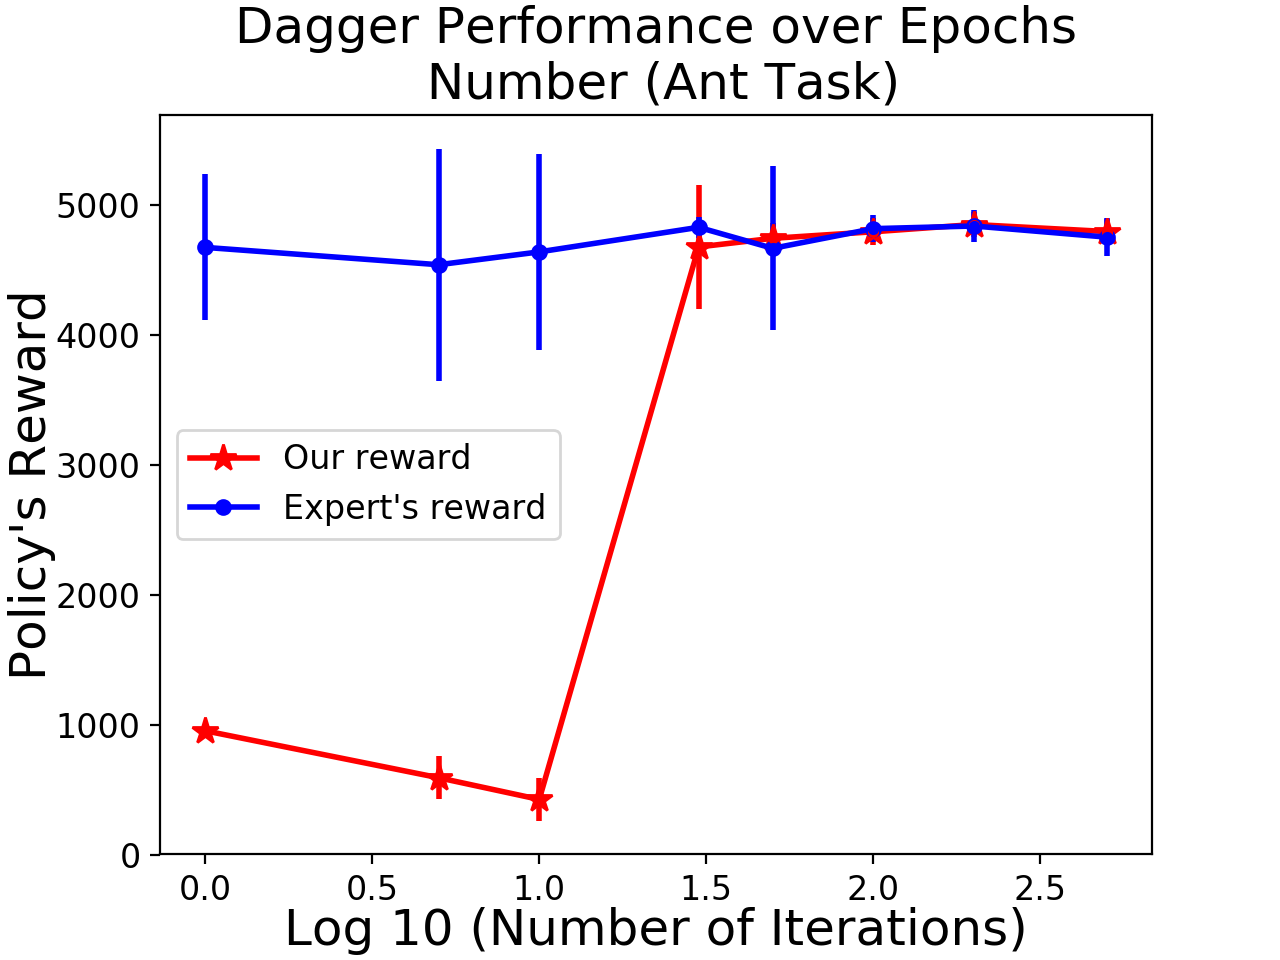 Dagger Performance over Epochs
Number (Ant Task)
Policy's Reward
5000
4000
3000
2000
1000
0
Our reward
Expert's reward
0.0 0.5 1.0 1.5 2.0 2.5
Log 10 (Number of Iterations)